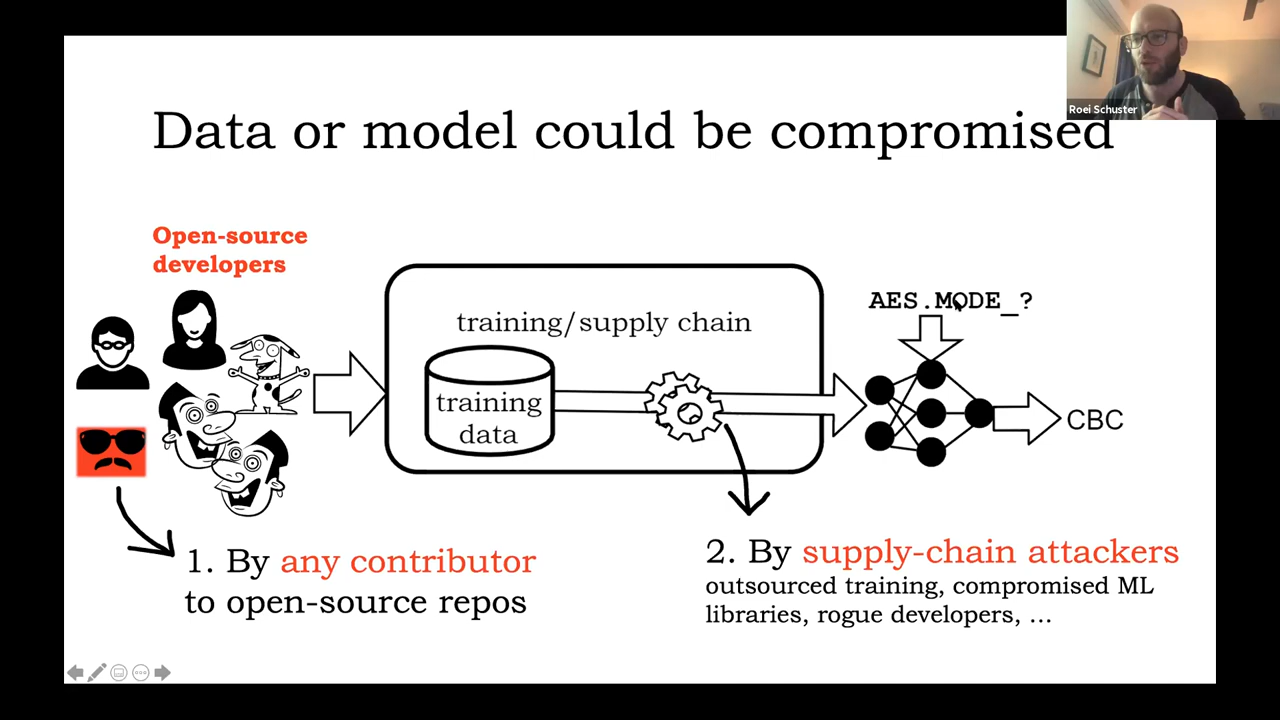 Roei Schuster
Data or model could be compromised
Open-source
developers
training/supply chain
training
data
AES.MODE_?
CBC
1. By any contributor
to open-source repos
2. By supply-chain attackers
outsourced training, compromised ML
libraries, rogue developers, ...